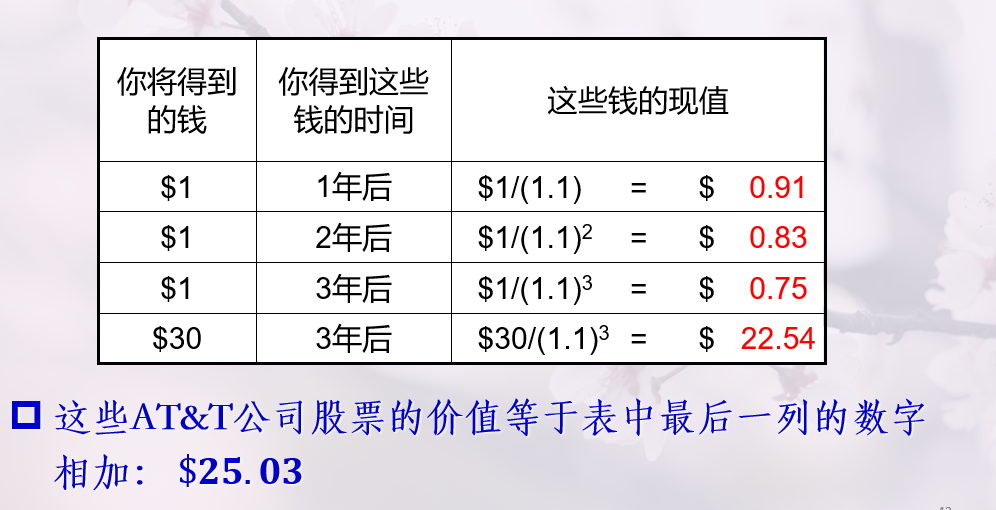 你将得到
的钱
你得到这些
钱的时间
这些钱的现值
$1 1年后 $1/(1.1) = $ 0.91
$1 2年后 $1/(1.1)² = $ 0.83
$1 3年后 $1/(1.1)³ = $ 0.75
$30 3年后 $30/(1.1)³ = $ 22.54
这些AT&T公司股票的价值等于表中最后一列的数字
相加： $25.03